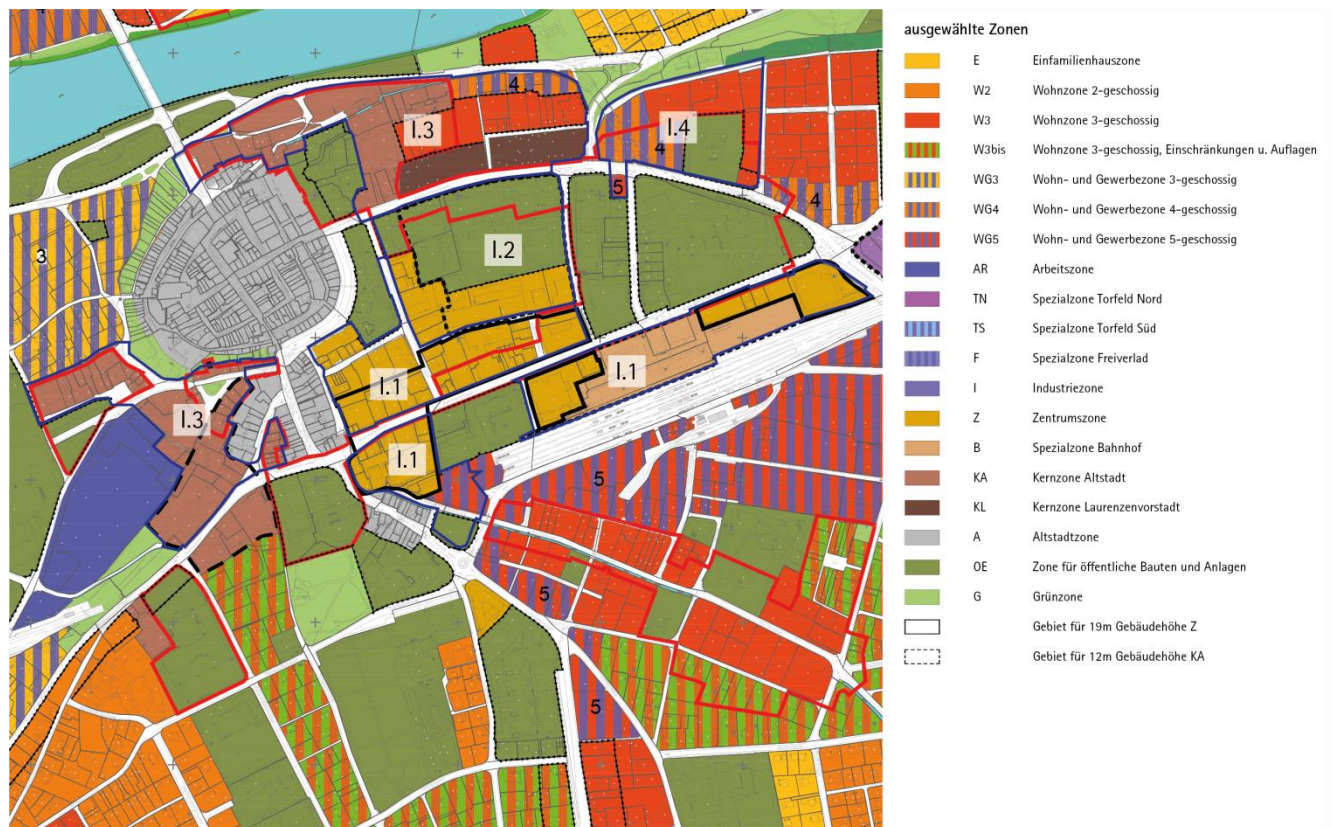 4
I.3
I.4
4
5
4
3
I.2
I.1
I.1
I.3
I.1
5
5
5
ausgewählte Zonen
E Einfamilienhauszone
W2 Wohnzone 2-geschossig
W3 Wohnzone 3-geschossig
W3bis Wohnzone 3-geschossig, Einschränkungen u. Auflagen
WG3 Wohn- und Gewerbezone 3-geschossig
WG4 Wohn- und Gewerbezone 4-geschossig
WG5 Wohn- und Gewerbezone 5-geschossig
AR Arbeitszone
TN Spezialzone Torfeld Nord
TS Spezialzone Torfeld Süd
F Spezialzone Freiverlad
I Industriezone
Z Zentrumszone
B Spezialzone Bahnhof
KA Kernzone Altstadt
KL Kernzone Laurenzenvorstadt
A Altstadtzone
OE Zone für öffentliche Bauten und Anlagen
G Grünzone
Gebiet für 19m Gebäudehöhe Z
Gebiet für 12m Gebäudehöhe KA